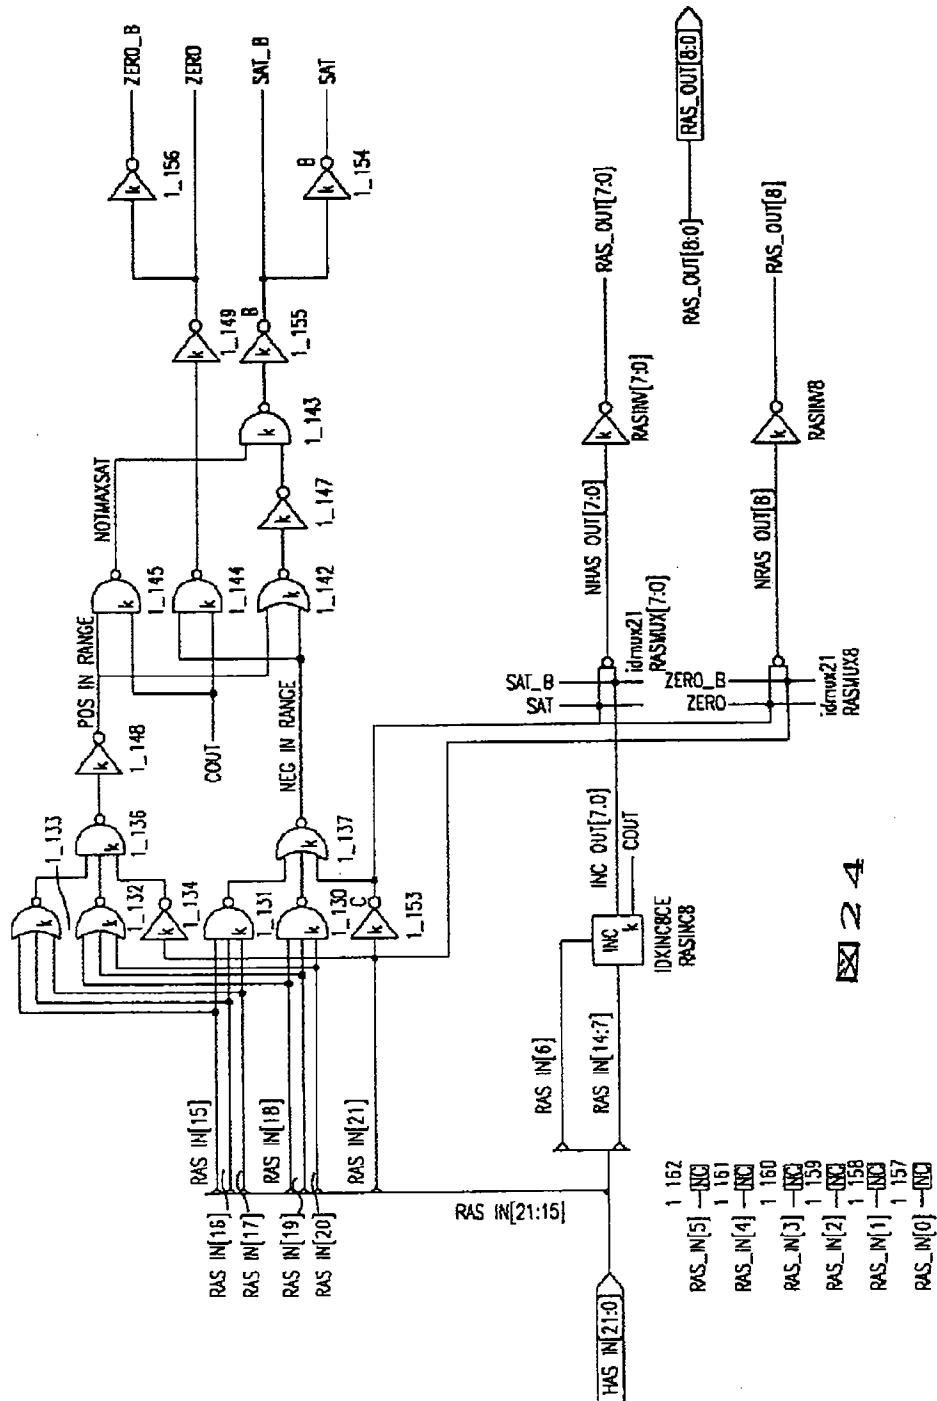 ZERO_B
ZERO
SAT_B
SAT
k
1_156
B
k
1_154
k
1_149
B
k
1_155
NOTMAXSAT
k
1_143
k
1_147
k
1_145
k
1_144
k
1_142
POS IN RANGE
COUT
NEG IN RANGE
k
1_148
1_133
k
1_136
k
1_132
k
1_134
k
1_131
k
1_137
k
1_130
C
k
1_153
RAS IN[15]
RAS IN[16]
RAS IN[17]
RAS IN[18]
RAS IN[19]
RAS IN[20]
RAS IN[21]
RAS IN[21:15]
HAS IN[21:0]
RAS IN[6]
RAS IN[14:7]
INC
k
IDXINC8CE
RASINC8
INC OUT[7.0]
COUT
SAT_B
SAT
idmux21
RASMUX[7:0]
NHAS OUT[7:0]
k
RASINV[7:0]
RAS_OUT[7:0]
ZERO_B
ZERO
idmux21
RASMUX8
NRAS OUT[8]
k
RASINV8
RAS_OUT[8]
RAS_OUT[8:0]
RAS_OUT[8:0]
RAS_IN[5]
NC
1 162
RAS_IN[4]
NC
1 161
RAS_IN[3]
NC
1 160
RAS_IN[2]
NC
1 159
RAS_IN[1]
NC
1 158
RAS_IN[0]
NC
1 157
図24